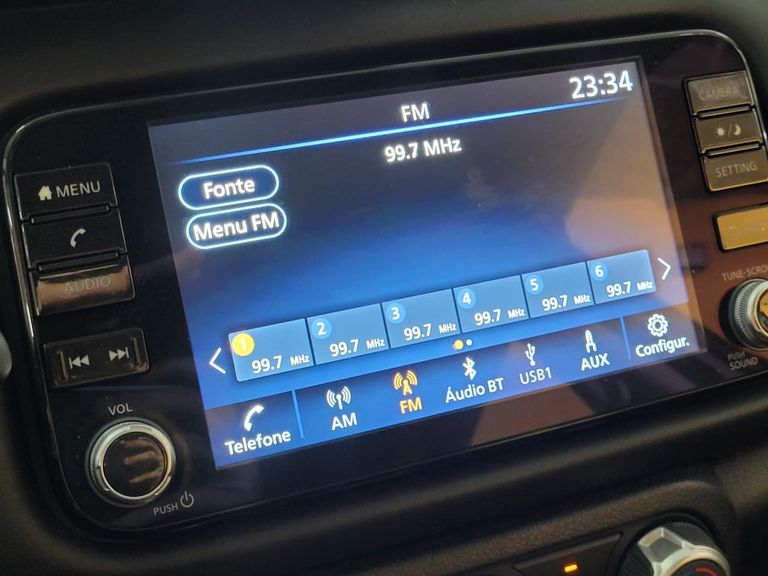 CAMERA
SETTING
TUNE-SCRO
PUSH
SOUND
MENU
AUDIO
VOL
PUSH
23:34
FM
99.7 MHz
Fonte
Menu FM
1 99.7 MHz
2 99.7 MHz
3 99.7 MHz
4 99.7 MHz
5 99.7 MHz
6 99.7 MHz
Telefone
AM
FM
Áudio BT
USB1
AUX
Configur.